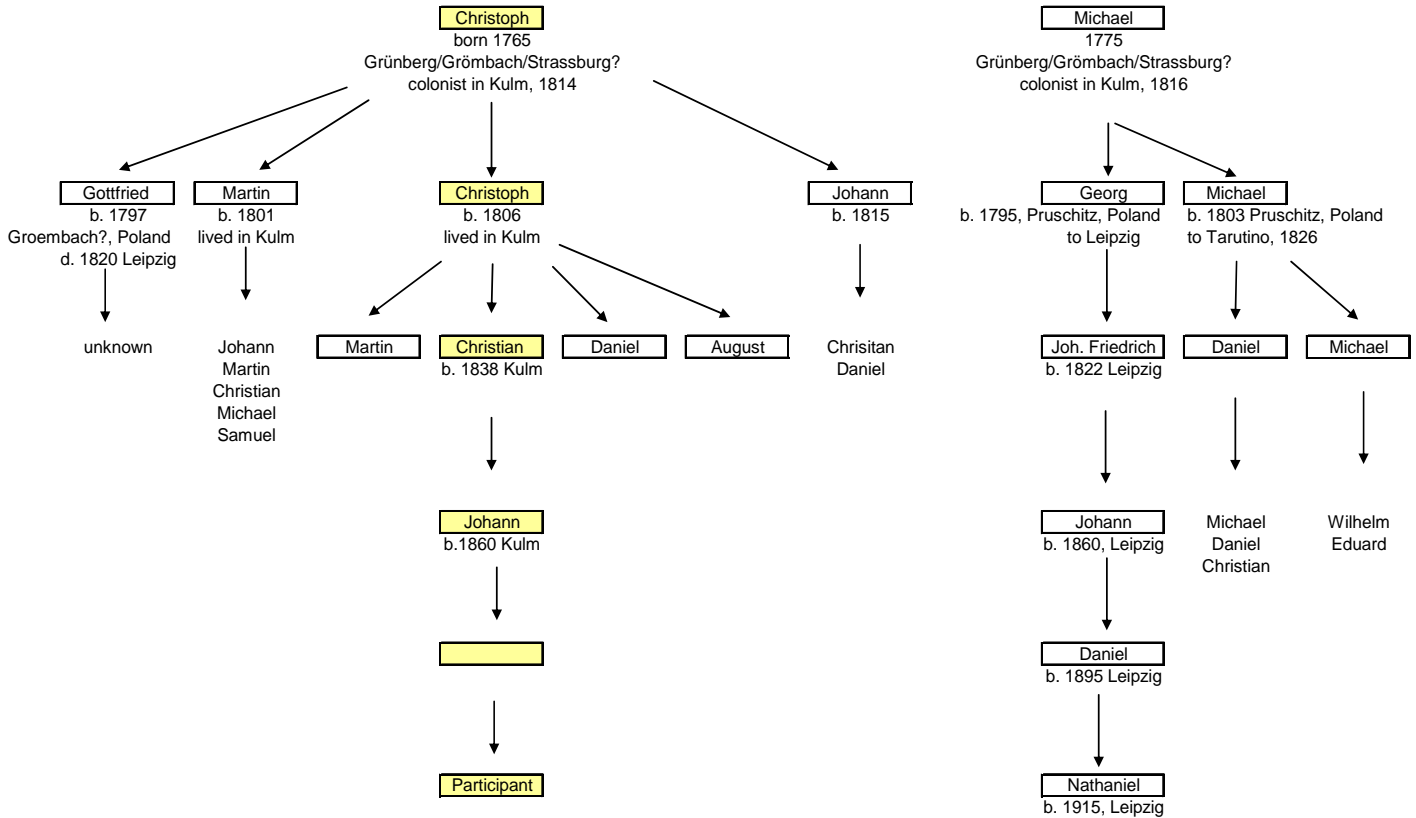 Christoph
born 1765
Grünberg/Grömbach/Strassburg?
colonist in Kulm, 1814
Michael
1775
Grünberg/Grömbach/Strassburg?
colonist in Kulm, 1816
Gottfried
b. 1797
Groembach?, Poland
d. 1820 Leipzig
Martin
b. 1801
lived in Kulm
Christoph
b. 1806
lived in Kulm
Johann
b. 1815
Georg
b. 1795, Pruschitz, Poland
to Leipzig
Michael
b. 1803 Pruschitz, Poland
to Tarutino, 1826
unknown
Johann
Martin
Christian
Michael
Samuel
Martin
Christian
b. 1838 Kulm
Daniel
August
Chrisitan
Daniel
Joh. Friedrich
b. 1822 Leipzig
Daniel
Michael
Johann
b.1860 Kulm
Johann
b. 1860, Leipzig
Michael
Daniel
Christian
Wilhelm
Eduard
Daniel
b. 1895 Leipzig
Participant
Nathaniel
b. 1915, Leipzig